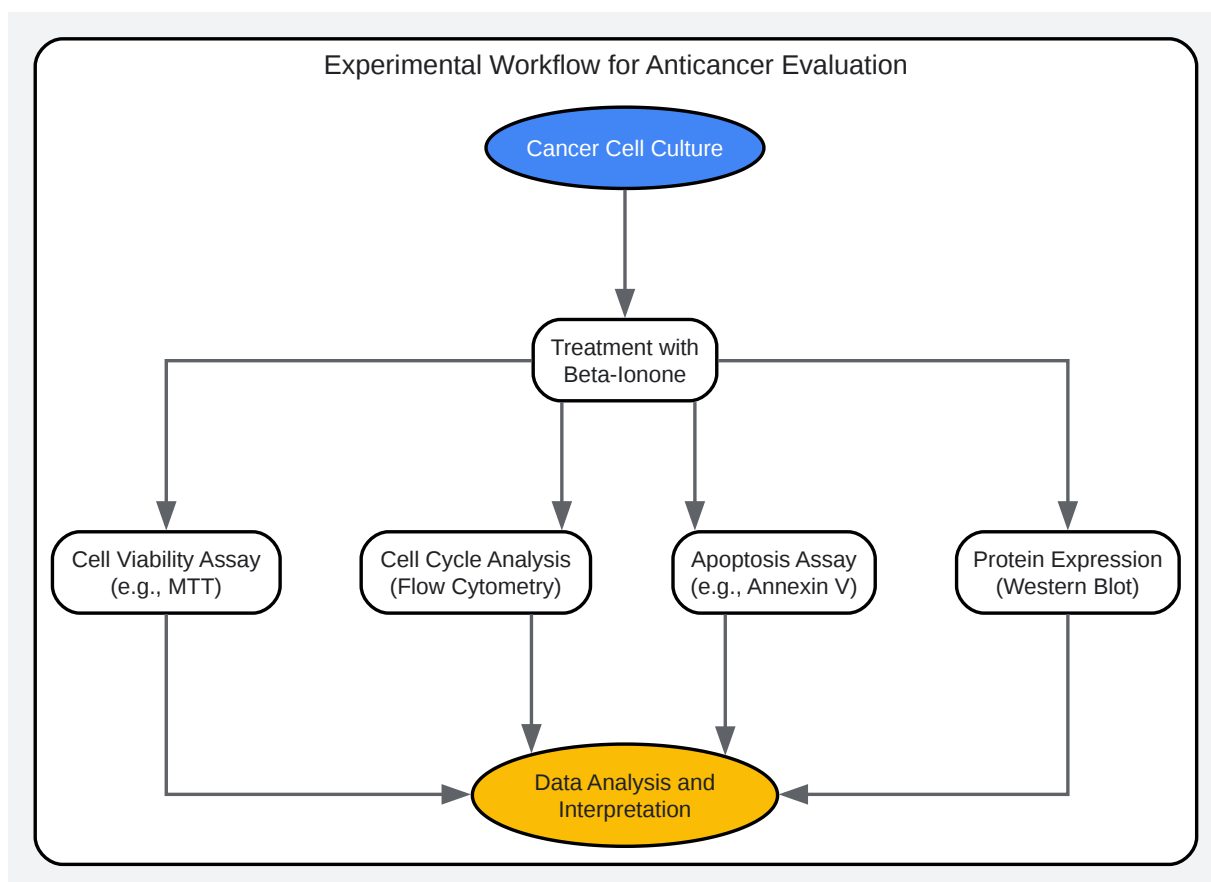 Experimental Workflow for Anticancer Evaluation
Cancer Cell Culture
Treatment with
Beta-Ionone
Cell Viability Assay
(e.g., MTT)
Cell Cycle Analysis
(Flow Cytometry)
Apoptosis Assay
(e.g., Annexin V)
Protein Expression
(Western Blot)
Data Analysis and
Interpretation